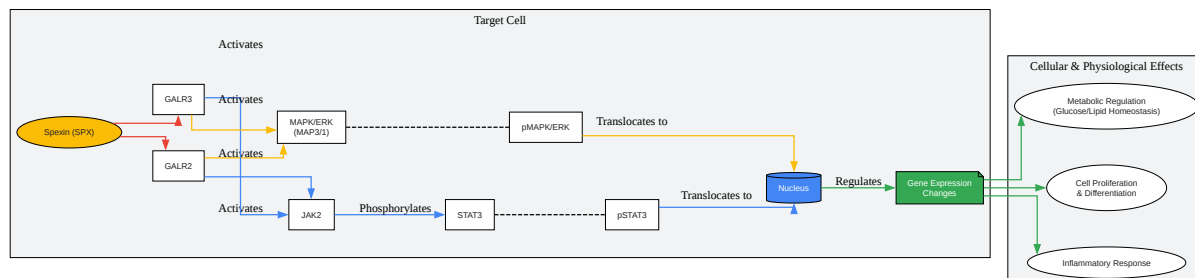 Target Cell
Activates
Cellular & Physiological Effects
GALR3
Activates
Metabolic Regulation
(Glucose/Lipid Homeostasis)
Spexin (SPX)
MAPK/ERK
(MAP3/1)
pMAPK/ERK
Translocates to
GALR2
Activates
Nucleus
Regulates
Gene Expression
Changes
Cell Proliferation
& Differentiation
Activates
JAK2
Phosphorylates
STAT3
pSTAT3
Translocates to
Inflammatory Response